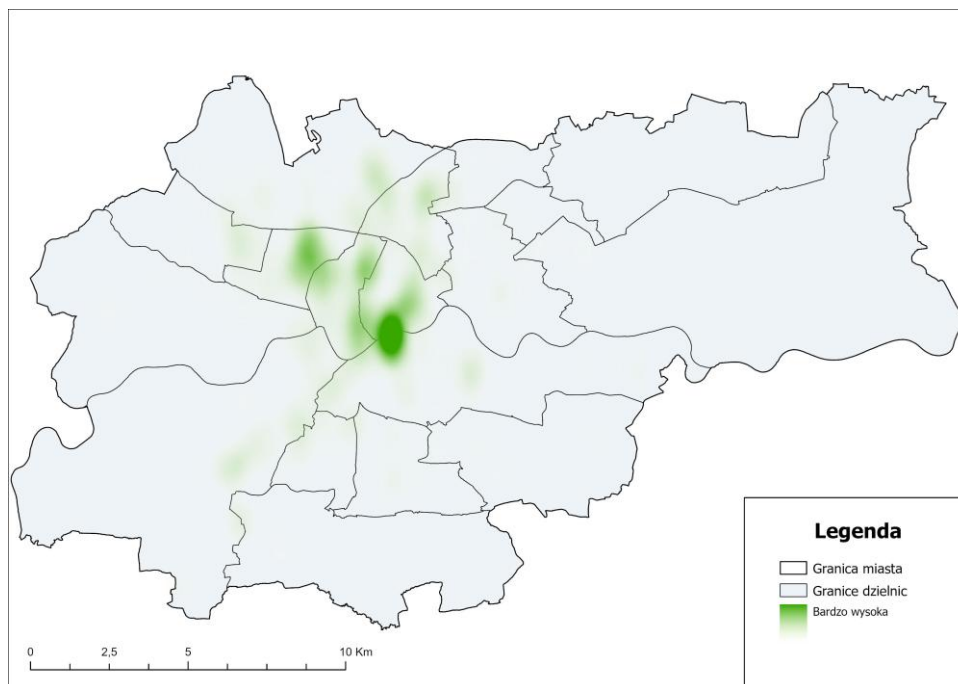 Legenda
Granica miasta
Granice dzielnic
Bardzo wysoka
0 2,5 5 10 Km